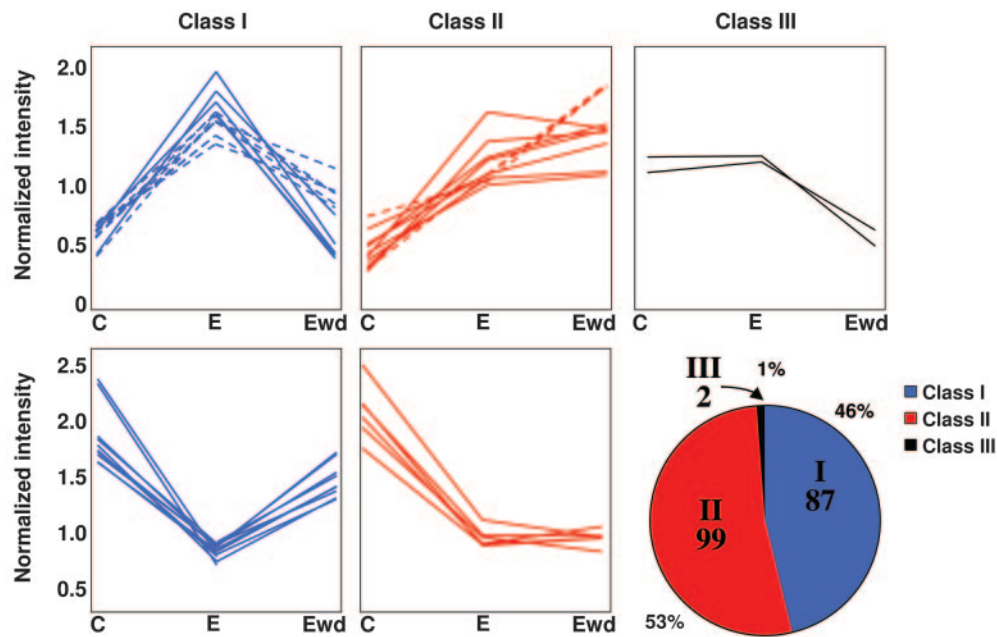 Class I
Class II
Class III
Normalized intensity
2.0
1.5
1.0
0.5
0
C
E
Ewd
C
E
Ewd
C
E
Ewd
Normalized intensity
2.5
2.0
1.5
1.0
0.5
C
E
Ewd
C
E
Ewd
III
2
1%
46%
I
87
II
99
53%
Class I
Class II
Class III